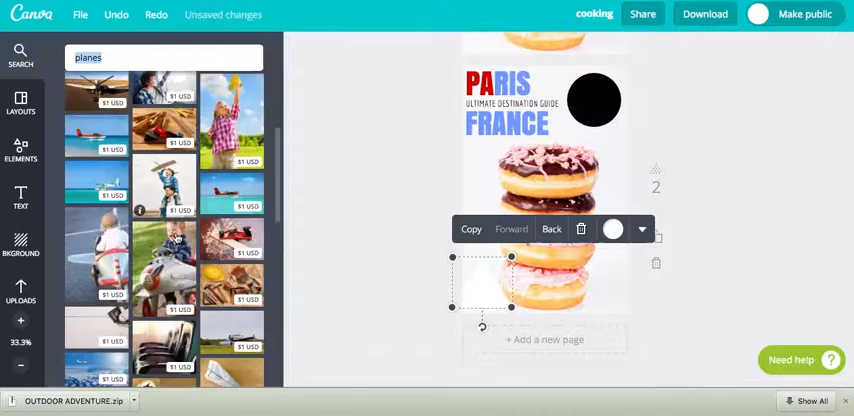 Canva File Undo Redo Unsaved changes cooking Share Download Make public
SEARCH
LAYOUTS
ELEMENTS
TEXT
BKGROUND
UPLOADS
33.3%
planes
$1 USD $1 USD
$1 USD $1 USD $1 USD
$1 USD $1 USD $1 USD
$1 USD
$1 USD $1 USD $1 USD
$1 USD
$1 USD $1 USD
$1 USD
PARIS
ULTIMATE DESTINATION GUIDE
FRANCE
2
Copy Forward Back
+ Add a new page
Need help ?
OUTDOOR ADVENTURE.zip
Show All